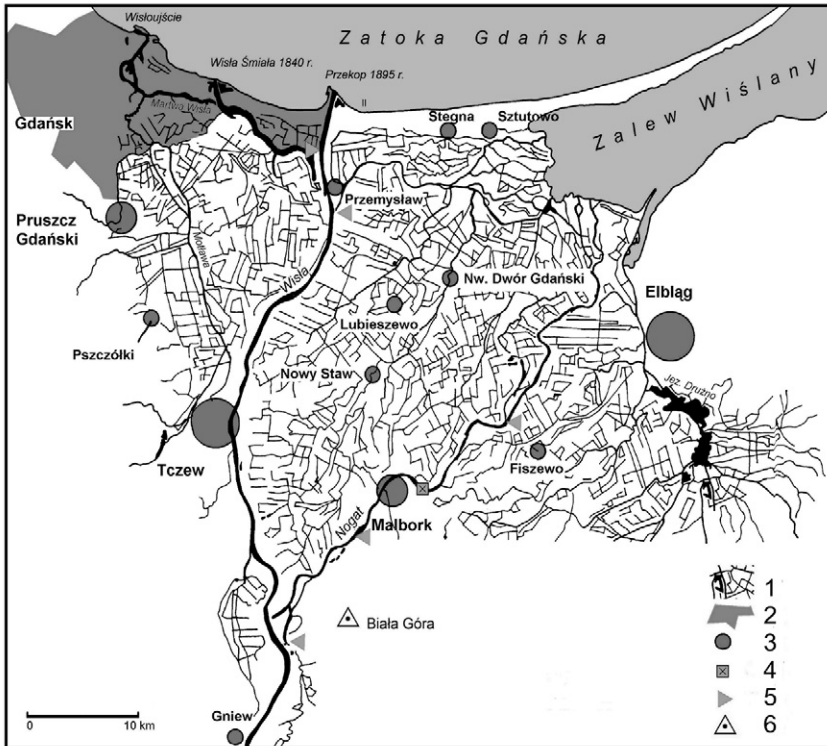 Wisłoujście
Zatoka Gdańska
Wisła Śmiała 1840 r.
Przekop 1895 r.
Zalew Wiślany
Martwa Wisła
Gdańsk
Stegna
Sztutowo
Pruszcz
Gdański
Przemysław
Motława
Wisła
Nw. Dwór Gdański
Elbląg
Lubieszewo
Pszczółki
Nowy Staw
Jez. Drużno
Tczew
Fiszewo
Malbork
Nogat
Biała Góra
Gniew
0 10 km
1
2
3
4
5
6